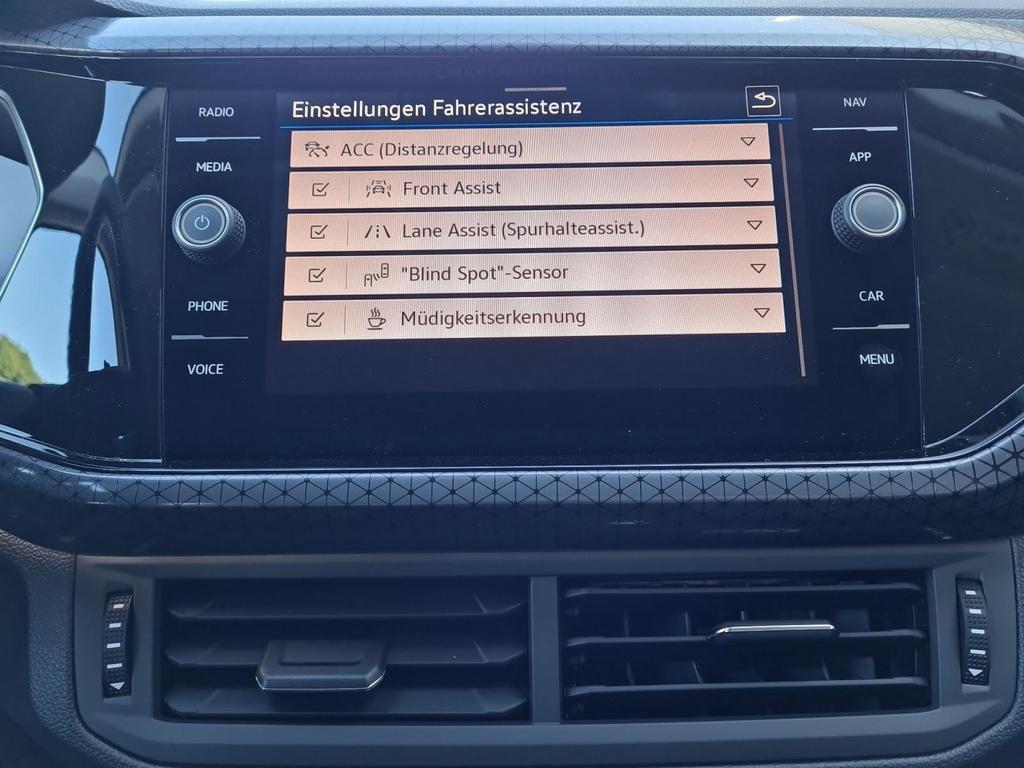 RADIO
MEDIA
PHONE
VOICE
Einstellungen Fahrerassistenz
ACC (Distanzregelung)
Front Assist
Lane Assist (Spurhalteassist.)
"Blind Spot"-Sensor
Müdigkeitserkennung
NAV
APP
CAR
MENU